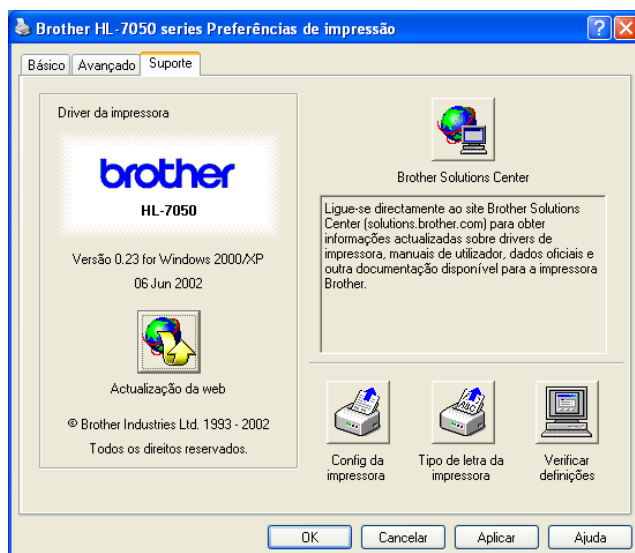 Brother HL-7050 series Preferências de impressão
Básico
Avançado
Suporte
Driver da impressora
brother
HL-7050
Versão 0.23 for Windows 2000/XP
06 Jun 2002
Actualização da web
© Brother Industries Ltd. 1993 - 2002
Todos os direitos reservados.
Brother Solutions Center
Ligue-se directamente ao site Brother Solutions
Center (solutions.brother.com) para obter
informações actualizadas sobre drivers de
impressora, manuais de utilizador, dados oficiais e
outra documentação disponível para a impressora
Brother.
Config da
impressora
Tipo de letra da
impressora
Verificar
definições
OK
Cancelar
Aplicar
Ajuda